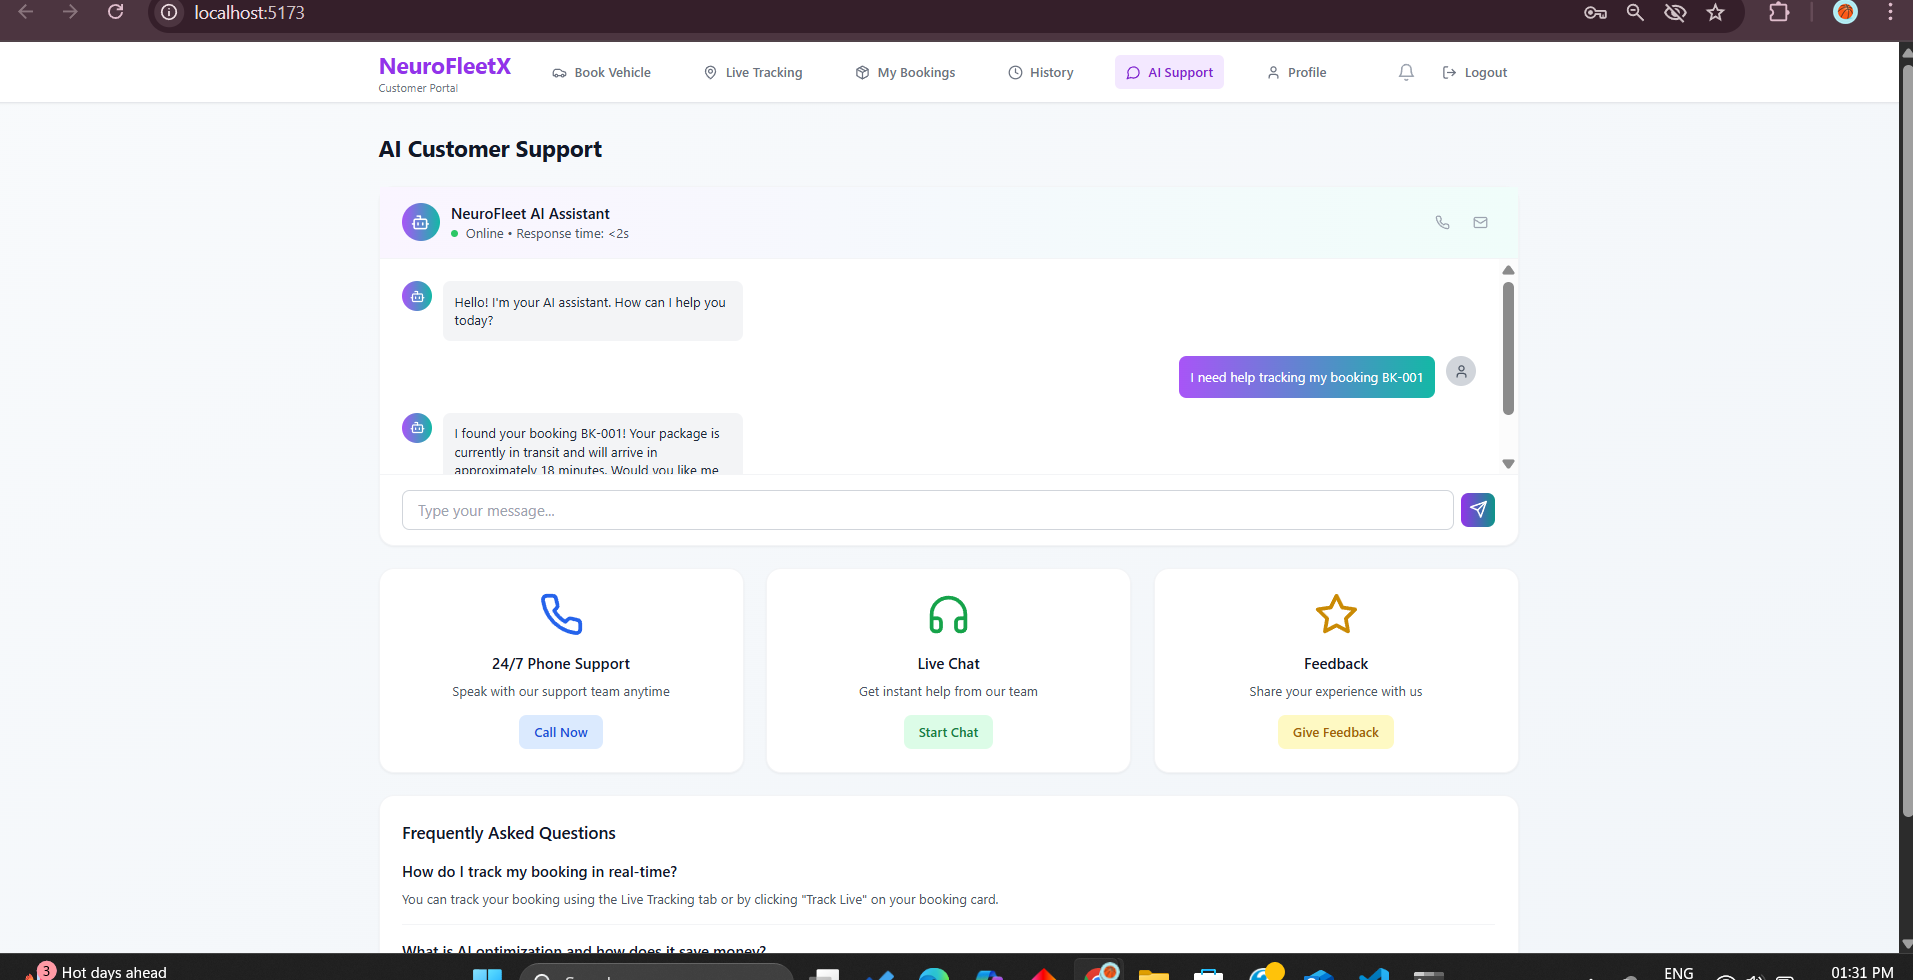 localhost:5173
NeuroFleetX
Customer Portal
Book Vehicle
Live Tracking
My Bookings
History
AI Support
Profile
Logout
AI Customer Support
NeuroFleet AI Assistant
Online • Response time: <2s
Hello! I'm your AI assistant. How can I help you
today?
I need help tracking my booking BK-001
I found your booking BK-001! Your package is
currently in transit and will arrive in
approximately 18 minutes. Would you like me
Type your message...
24/7 Phone Support
Speak with our support team anytime
Call Now
Live Chat
Get instant help from our team
Start Chat
Feedback
Share your experience with us
Give Feedback
Frequently Asked Questions
How do I track my booking in real-time?
You can track your booking using the Live Tracking tab or by clicking "Track Live" on your booking card.
What is AI optimization and how does it save money?
3
Hot days ahead
ENG
01:31 PM